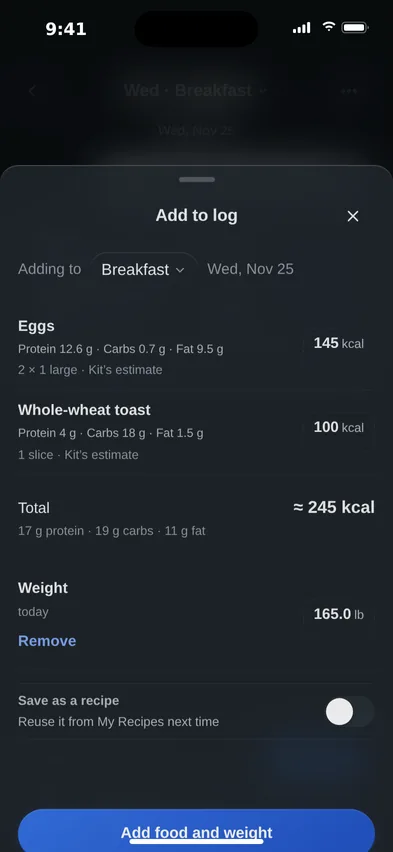 9:41
Wed · Breakfast
Wed, Nov 25
Add to log
Adding to Breakfast Wed, Nov 25
Eggs
Protein 12.6 g · Carbs 0.7 g · Fat 9.5 g
145 kcal
2 × 1 large · Kit's estimate
Whole-wheat toast
Protein 4 g · Carbs 18 g · Fat 1.5 g
100 kcal
1 slice · Kit's estimate
Total
≈ 245 kcal
17 g protein · 19 g carbs · 11 g fat
Weight
today
165.0 lb
Remove
Save as a recipe
Reuse it from My Recipes next time
Add food and weight